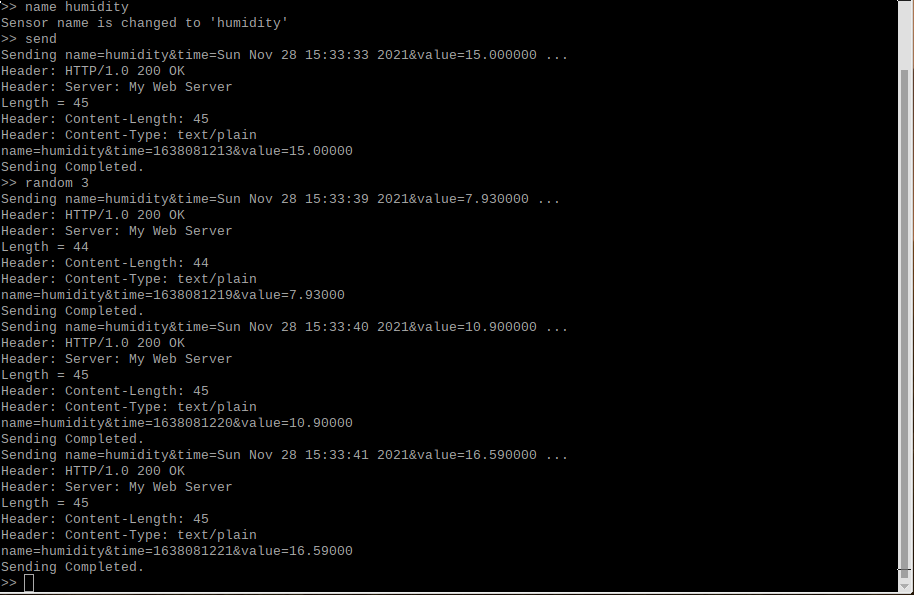 >> name humidity
Sensor name is changed to 'humidity'
>> send
Sending name=humidity&time=Sun Nov 28 15:33:33 2021&value=15.000000 ...
Header: HTTP/1.0 200 OK
Header: Server: My Web Server
Length = 45
Header: Content-Length: 45
Header: Content-Type: text/plain
name=humidity&time=1638081213&value=15.00000
Sending Completed.
>> random 3
Sending name=humidity&time=Sun Nov 28 15:33:39 2021&value=7.930000 ...
Header: HTTP/1.0 200 OK
Header: Server: My Web Server
Length = 44
Header: Content-Length: 44
Header: Content-Type: text/plain
name=humidity&time=1638081219&value=7.93000
Sending Completed.
Sending name=humidity&time=Sun Nov 28 15:33:40 2021&value=10.900000 ...
Header: HTTP/1.0 200 OK
Header: Server: My Web Server
Length = 45
Header: Content-Length: 45
Header: Content-Type: text/plain
name=humidity&time=1638081220&value=10.90000
Sending Completed.
Sending name=humidity&time=Sun Nov 28 15:33:41 2021&value=16.590000 ...
Header: HTTP/1.0 200 OK
Header: Server: My Web Server
Length = 45
Header: Content-Length: 45
Header: Content-Type: text/plain
name=humidity&time=1638081221&value=16.59000
Sending Completed.
>>